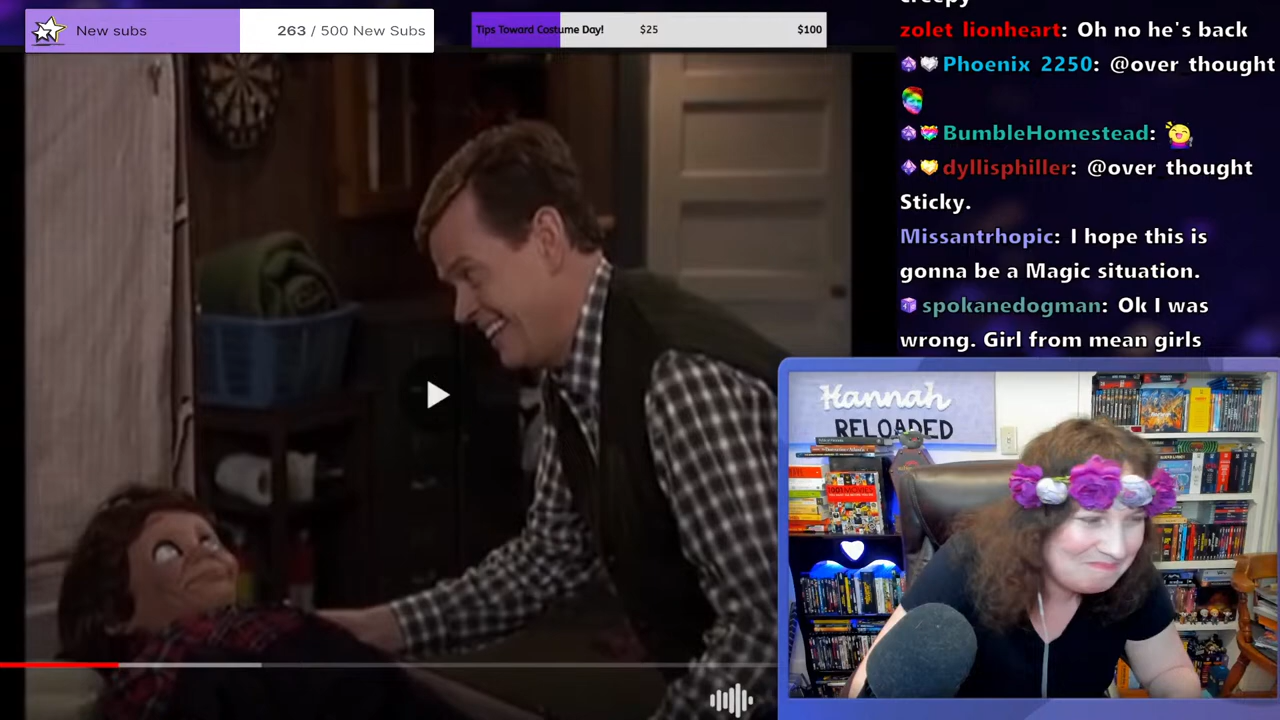 New subs
263 / 500 New Subs
Tips Toward Costume Day!
$25
$100
creepy
zolet lionheart: Oh no he's back
Phoenix 2250: @over thought
BumbleHomestead:
dyllisphiller: @over thought
Sticky.
Missantrhopic: I hope this is
gonna be a Magic situation.
spokanedogman: Ok I was
wrong. Girl from mean girls
Hannah
RELOADED